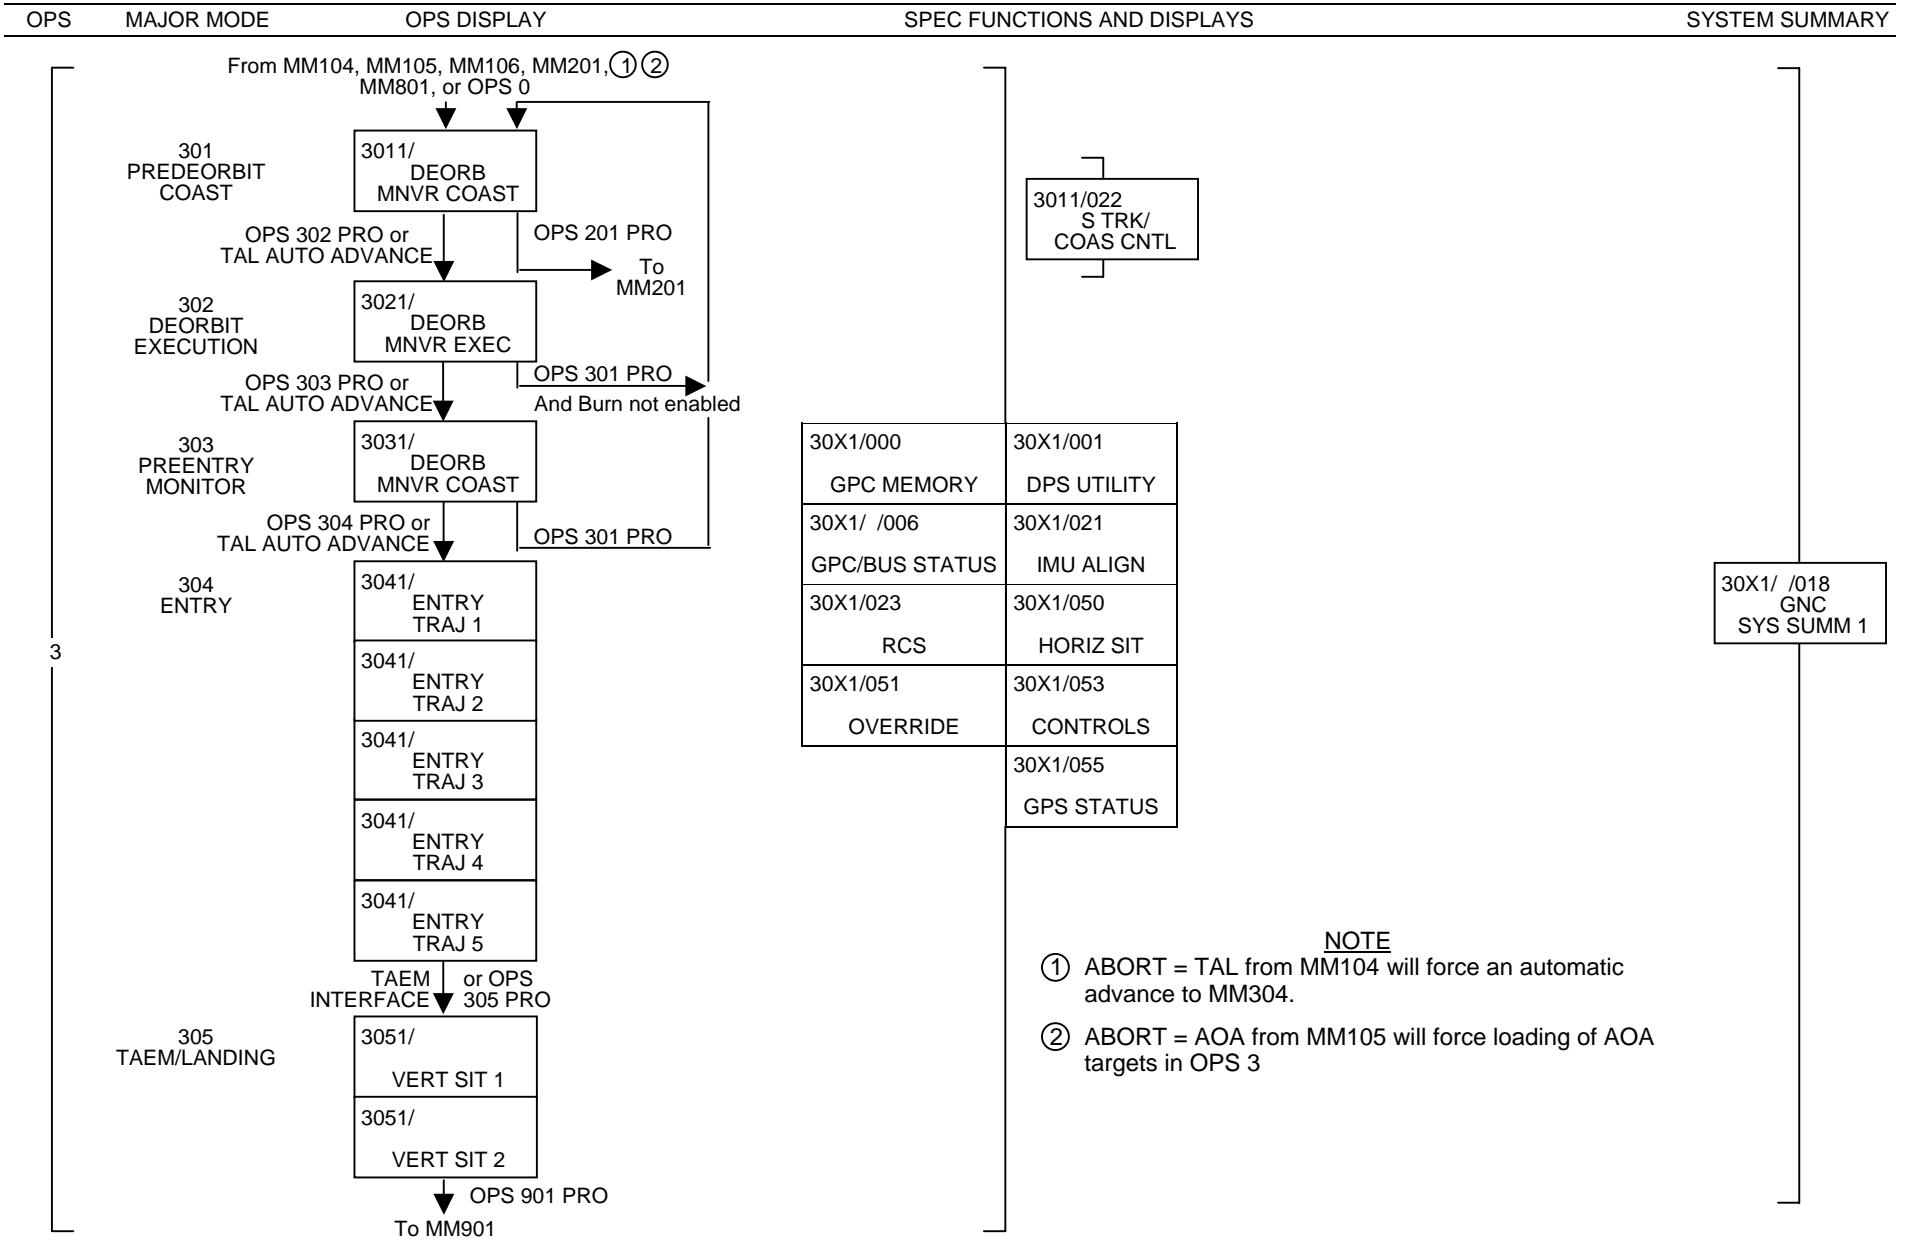 OPS MAJOR MODE OPS DISPLAY SPEC FUNCTIONS AND DISPLAYS SYSTEM SUMMARY
From MM104, MM105, MM106, MM201, ① ②
MM801, or OPS 0
301
PREDEORBIT
COAST
3011/
DEORB
MNVR COAST
3011/022
S TRK/
COAS CNTL
OPS 302 PRO or
TAL AUTO ADVANCE
OPS 201 PRO
To
MM201
302
DEORBIT
EXECUTION
3021/
DEORB
MNVR EXEC
OPS 303 PRO or
TAL AUTO ADVANCE
OPS 301 PRO
And Burn not enabled
303
PREENTRY
MONITOR
3031/
DEORB
MNVR COAST
OPS 304 PRO or
TAL AUTO ADVANCE
OPS 301 PRO
3
304
ENTRY
3041/
ENTRY
TRAJ 1
3041/
ENTRY
TRAJ 2
3041/
ENTRY
TRAJ 3
3041/
ENTRY
TRAJ 4
3041/
ENTRY
TRAJ 5
TAEM or OPS
INTERFACE 305 PRO
305
TAEM/LANDING
3051/
VERT SIT 1
3051/
VERT SIT 2
OPS 901 PRO
To MM901
30X1/000 30X1/001
GPC MEMORY DPS UTILITY
30X1/ /006 30X1/021
GPC/BUS STATUS IMU ALIGN
30X1/023 30X1/050
RCS HORIZ SIT
30X1/051 30X1/053
OVERRIDE CONTROLS
30X1/055
GPS STATUS
30X1/ /018
GNC
SYS SUMM 1
NOTE
① ABORT = TAL from MM104 will force an automatic
advance to MM304.
② ABORT = AOA from MM105 will force loading of AOA
targets in OPS 3